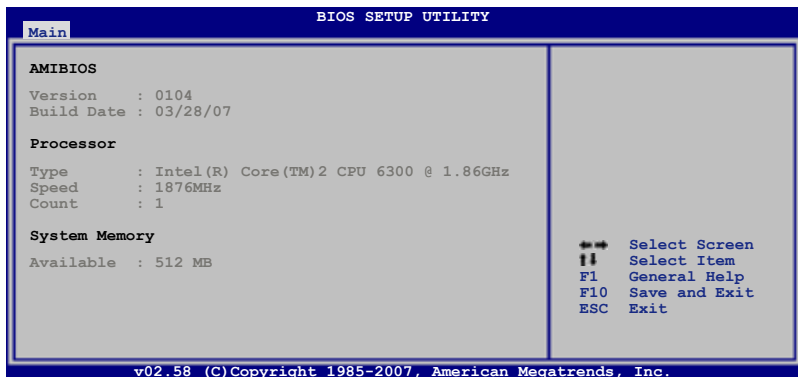 BIOS SETUP UTILITY
Main
AMIBIOS
Version : 0104
Build Date : 03/28/07
Processor
Type : Intel(R) Core(TM)2 CPU 6300 @ 1.86GHz
Speed : 1876MHz
Count : 1
System Memory
Available : 512 MB
←→ Select Screen
↑↓ Select Item
F1 General Help
F10 Save and Exit
ESC Exit
v02.58 (C)Copyright 1985-2007, American Megatrends, Inc.